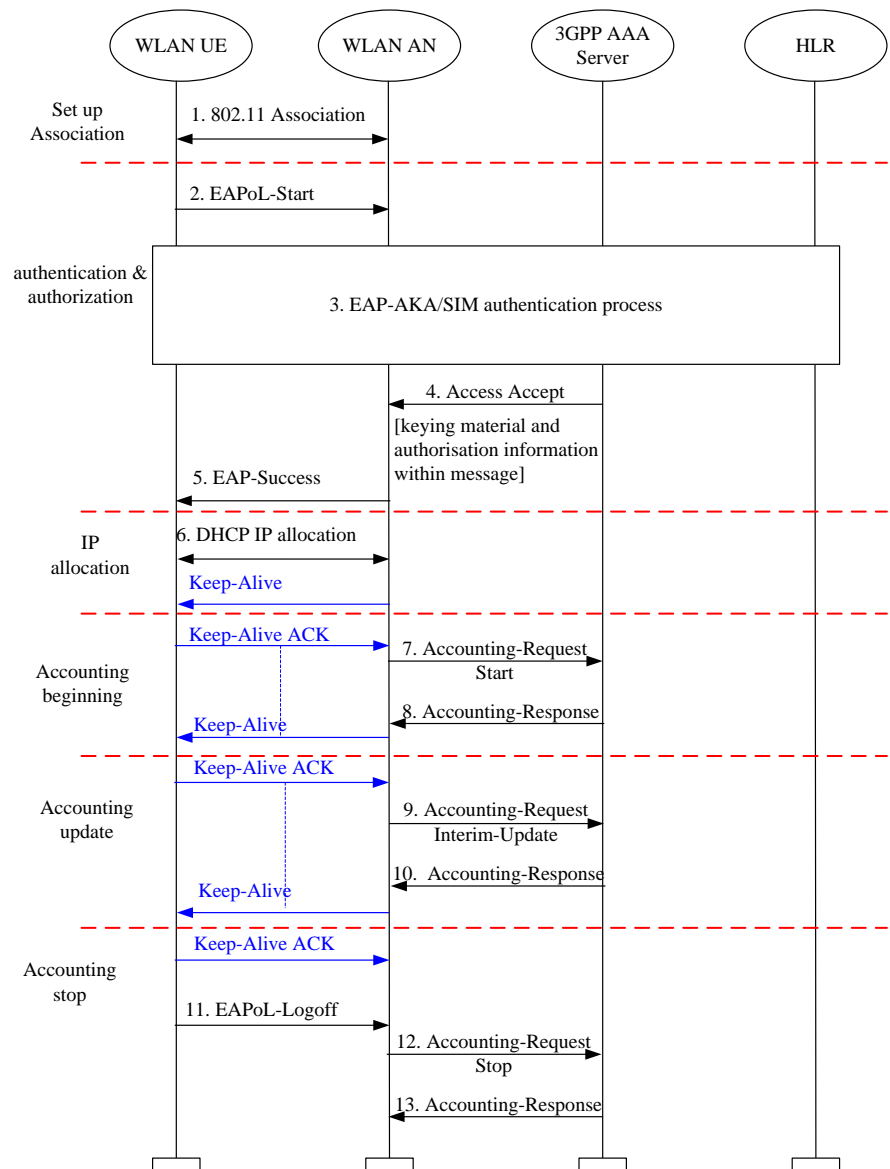 WLAN UE
WLAN AN
3GPP AAA
Server
HLR
Set up
Association
1. 802.11 Association
2. EAPoL-Start
authentication &
authorization
3. EAP-AKA/SIM authentication process
4. Access Accept
[keying material and
authorisation information
within message]
5. EAP-Success
6. DHCP IP allocation
IP
allocation
Keep-Alive
Keep-Alive ACK
7. Accounting-Request
Start
Accounting
beginning
8. Accounting-Response
Keep-Alive
Keep-Alive ACK
Accounting
update
9. Accounting-Request
Interim-Update
10. Accounting-Response
Keep-Alive
Keep-Alive ACK
Accounting
stop
11. EAPoL-Logoff
12. Accounting-Request
Stop
13. Accounting-Response